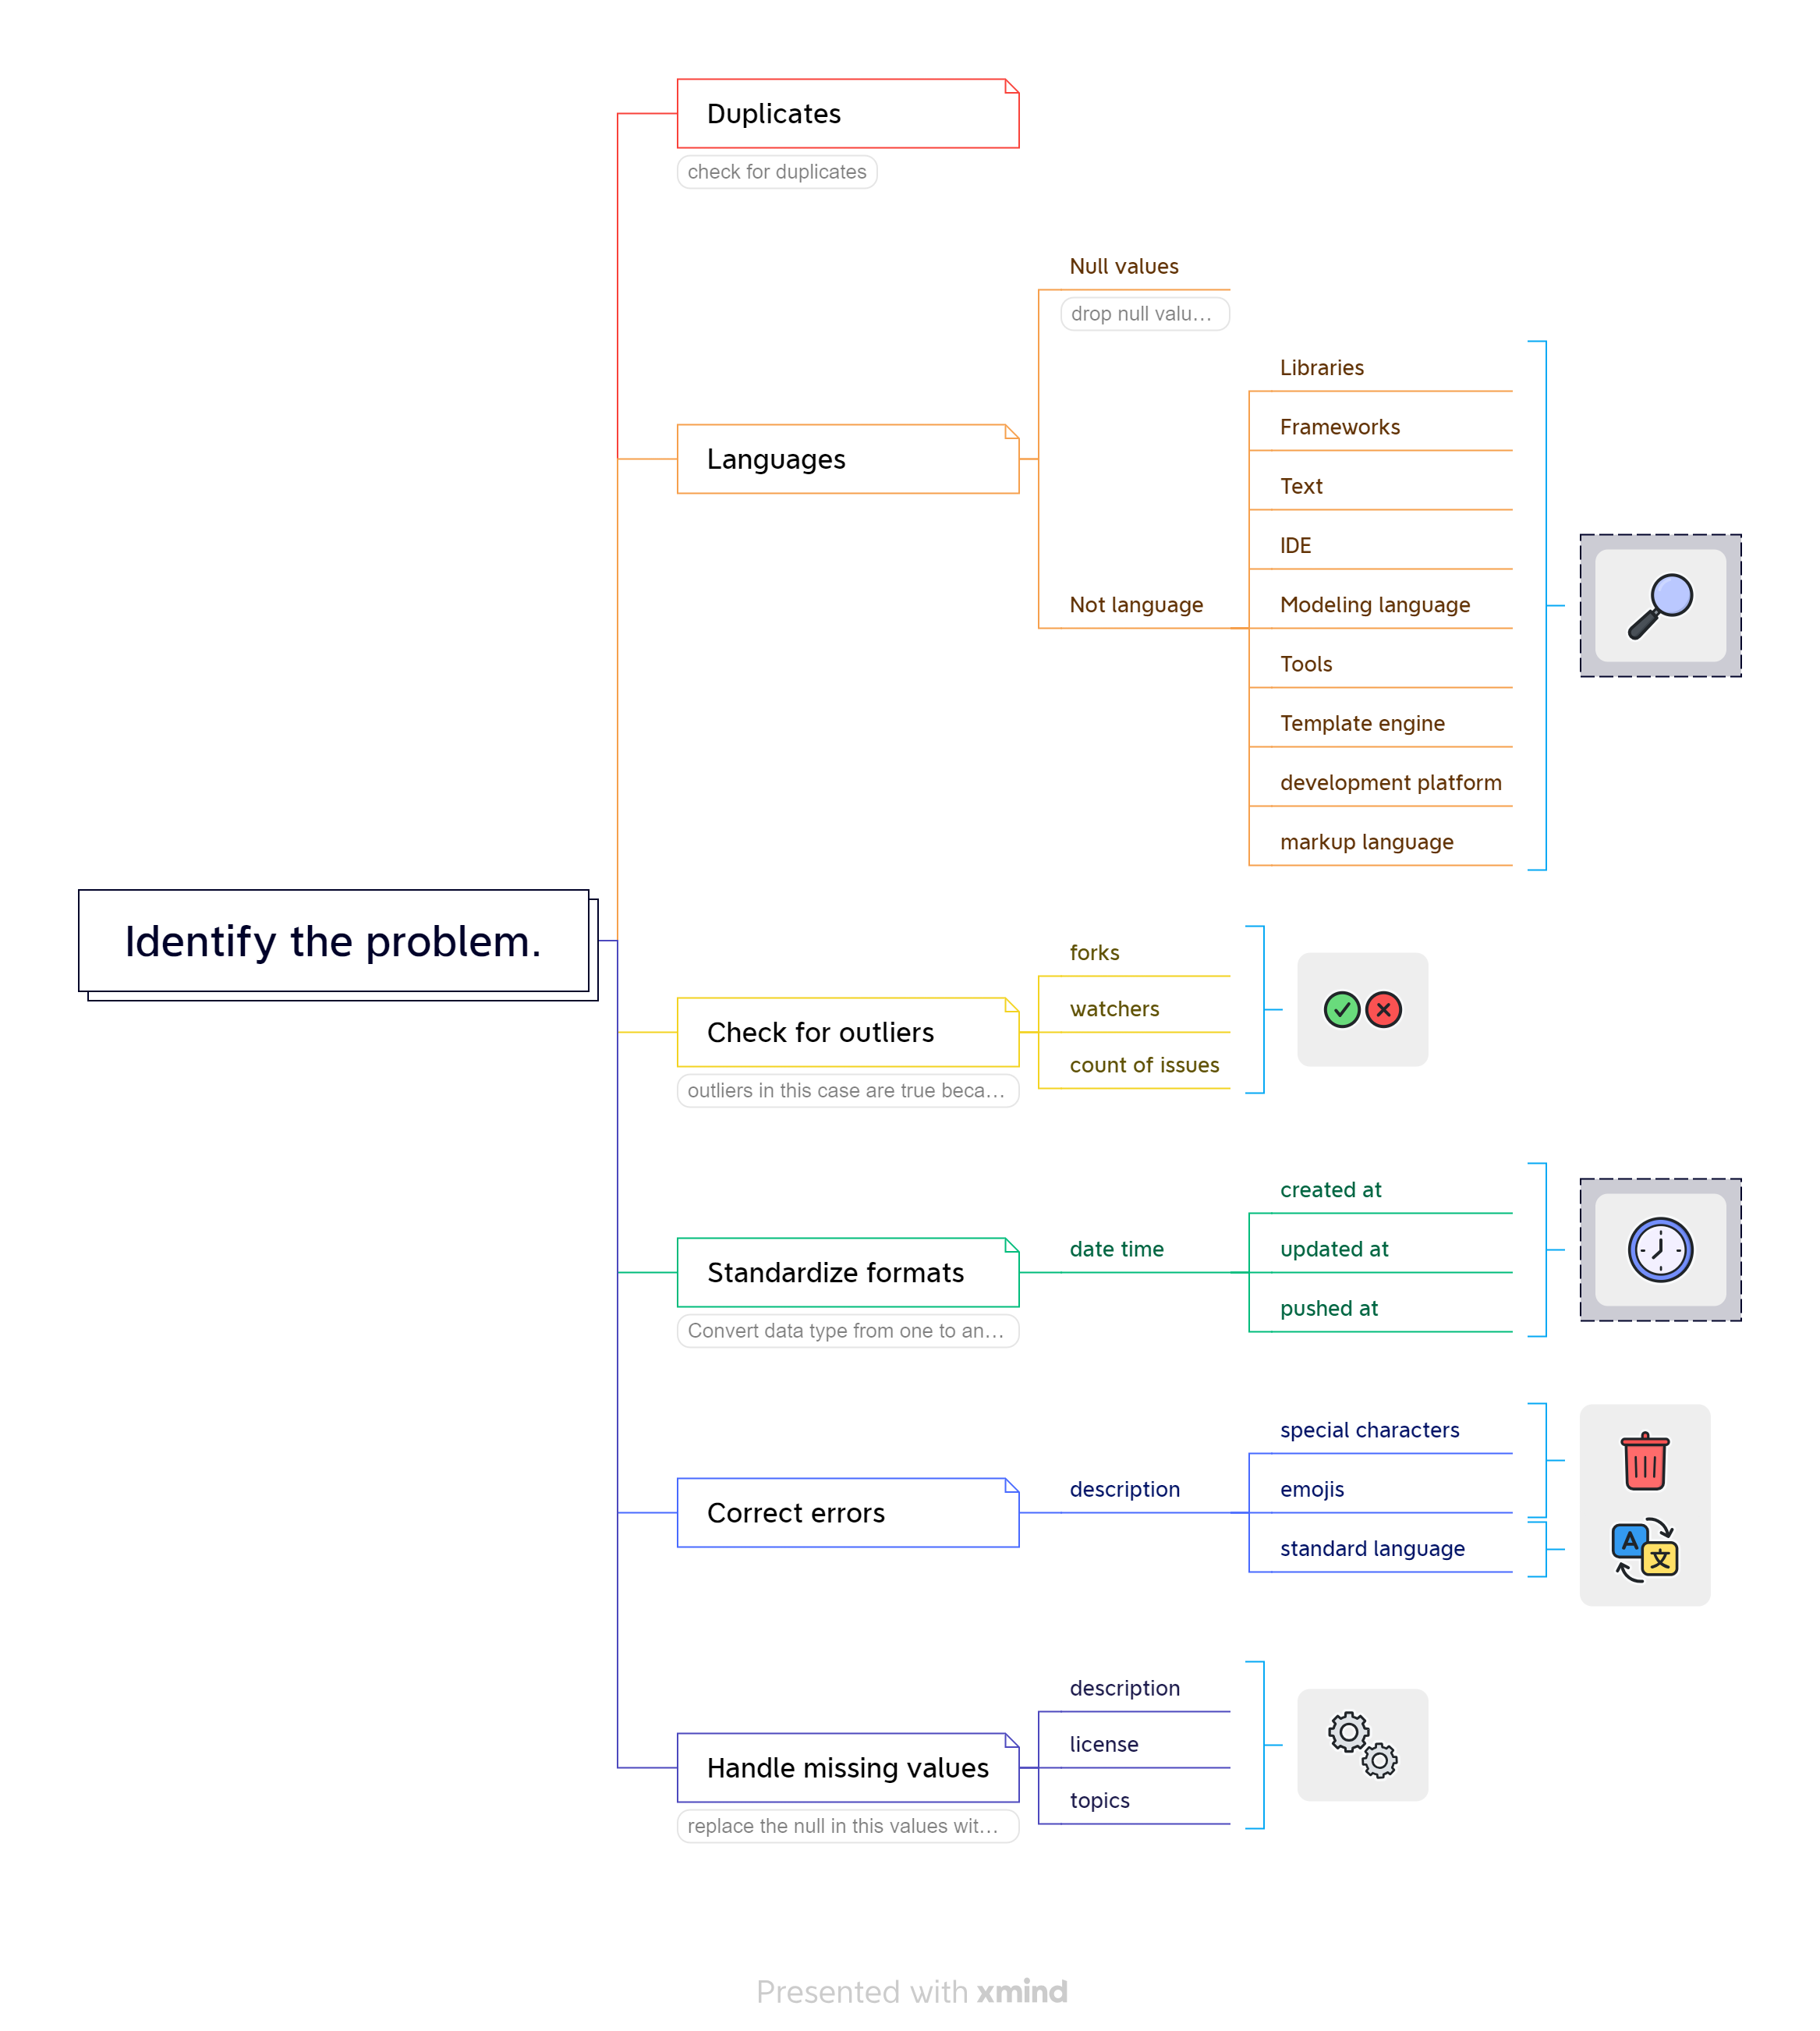 Duplicates
check for duplicates
Null values
drop null valu...
Languages
Libraries
Frameworks
Text
IDE
Not language
Modeling language
Tools
Template engine
development platform
markup language
Identify the problem.
forks
watchers
Check for outliers
count of issues
outliers in this case are true beca...
created at
date time
updated at
Standardize formats
pushed at
Convert data type from one to an...
special characters
description
emojis
Correct errors
standard language
A
文
description
license
Handle missing values
topics
replace the null in this values wit...
Presented with xmind